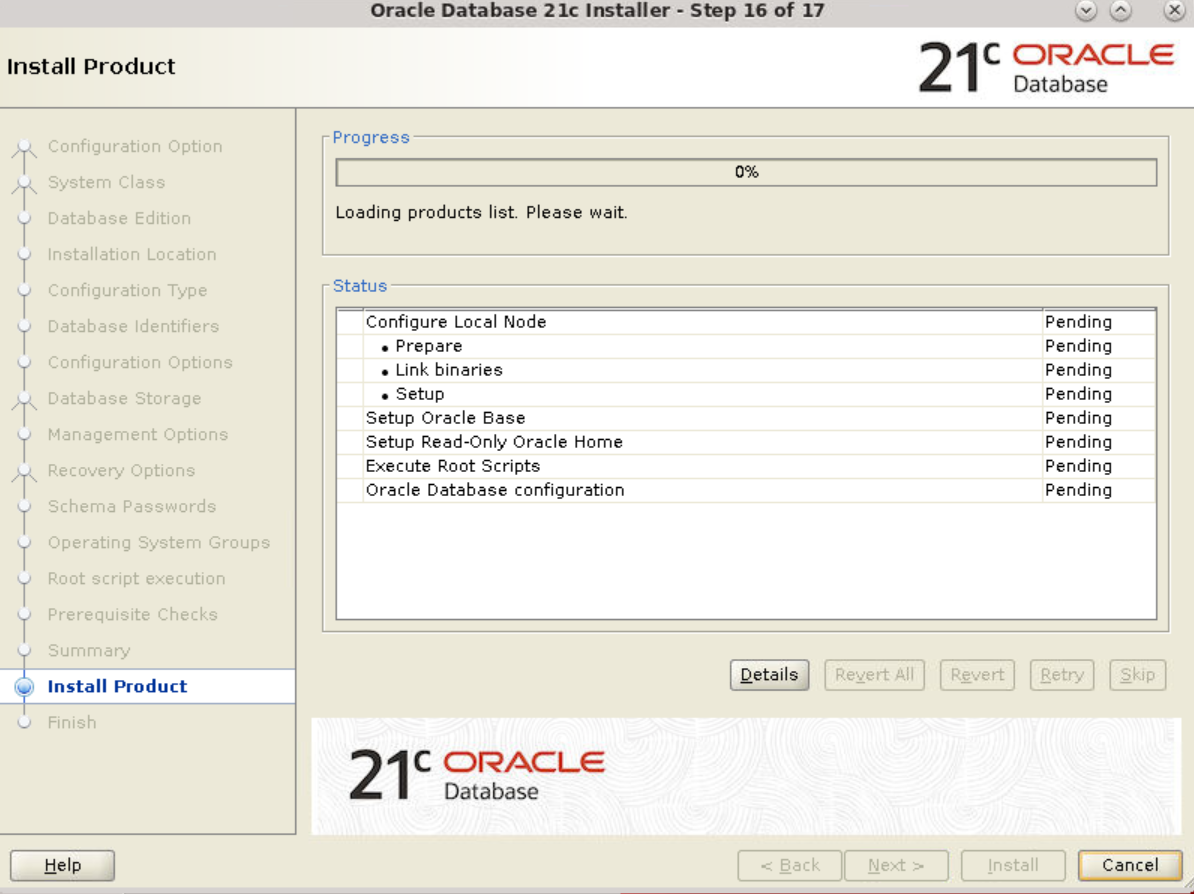 Oracle Database 21c Installer - Step 16 of 17
Install Product
21c ORACLE
Database
Configuration Option
System Class
Database Edition
Installation Location
Configuration Type
Database Identifiers
Configuration Options
Database Storage
Management Options
Recovery Options
Schema Passwords
Operating System Groups
Root script execution
Prerequisite Checks
Summary
Install Product
Finish
Progress
0%
Loading products list. Please wait.
Status
Configure Local Node Pending
• Prepare Pending
• Link binaries Pending
• Setup Pending
Setup Oracle Base Pending
Setup Read-Only Oracle Home Pending
Execute Root Scripts Pending
Oracle Database configuration Pending
Details Revert All Revert Retry Skip
21c ORACLE
Database
Help < Back Next > Install Cancel